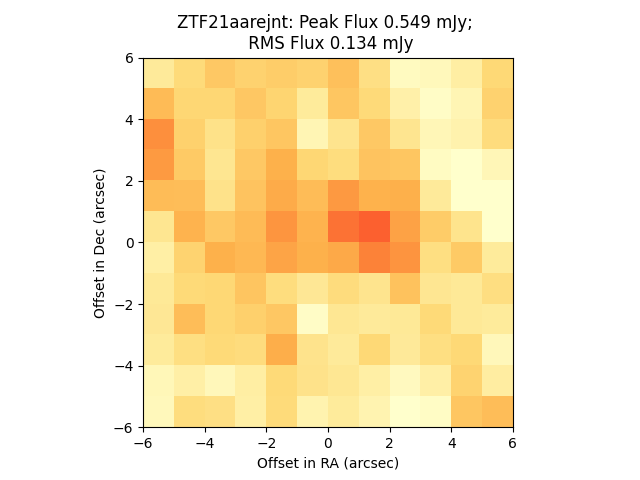 ZTF21aarejnt: Peak Flux 0.549 mJy;
RMS Flux 0.134 mJy
6
4
2
0
−2
−4
−6
Offset in Dec (arcsec)
−6 −4 −2 0 2 4 6
Offset in RA (arcsec)